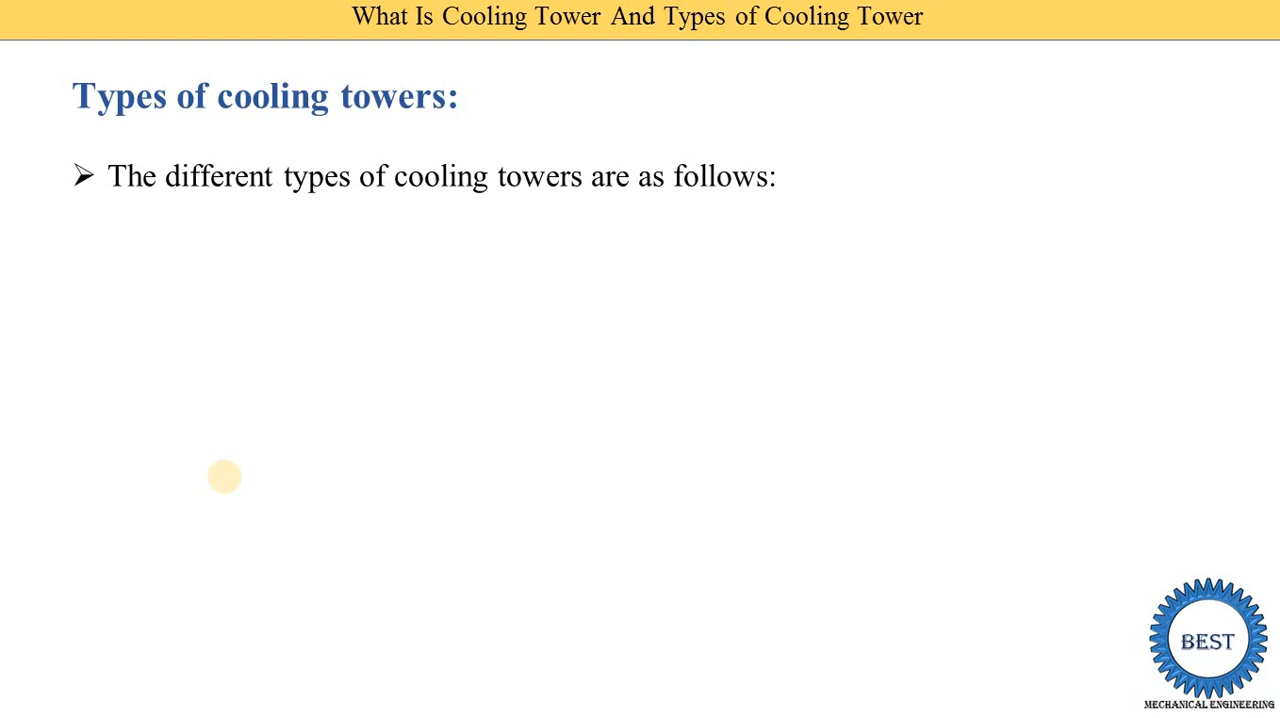 What Is Cooling Tower And Types of Cooling Tower
Types of cooling towers:
➢ The different types of cooling towers are as follows:
BEST
MECHANICAL ENGINEERING